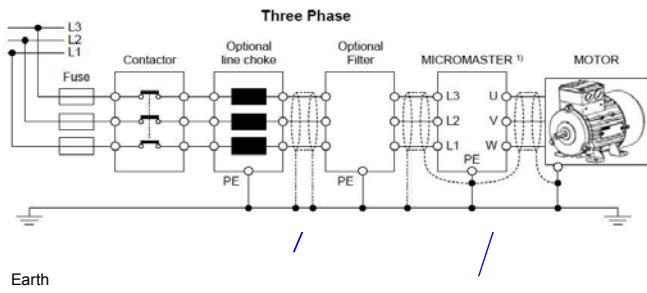 Three Phase
L3
L2
L1
Fuse
Contactor
Optional
line choke
Optional
Filter
MICROMASTER 1)
MOTOR
L3
U
L2
V
L1
W
PE
PE
PE
Earth